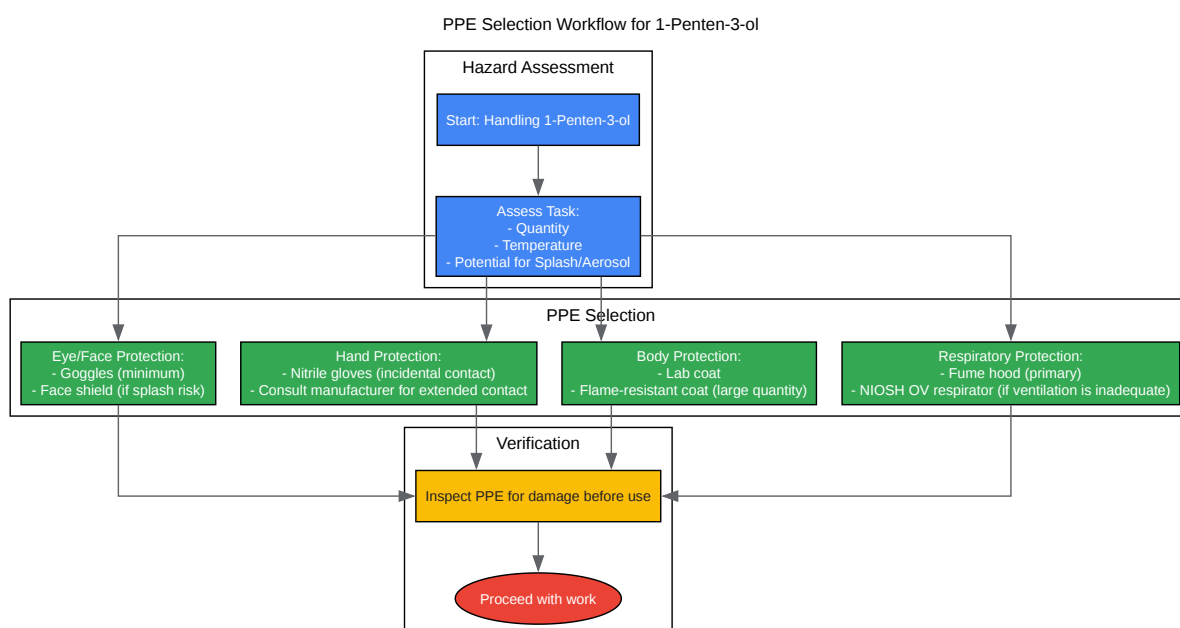 PPE Selection Workflow for 1-Penten-3-ol
Hazard Assessment
Start: Handling 1-Penten-3-ol
Assess Task:
- Quantity
- Temperature
- Potential for Splash/Aerosol
PPE Selection
Eye/Face Protection:
- Goggles (minimum)
- Face shield (if splash risk)
Hand Protection:
- Nitrile gloves (incidental contact)
- Consult manufacturer for extended contact
Body Protection:
- Lab coat
- Flame-resistant coat (large quantity)
Respiratory Protection:
- Fume hood (primary)
- NIOSH OV respirator (if ventilation is inadequate)
Verification
Inspect PPE for damage before use
Proceed with work